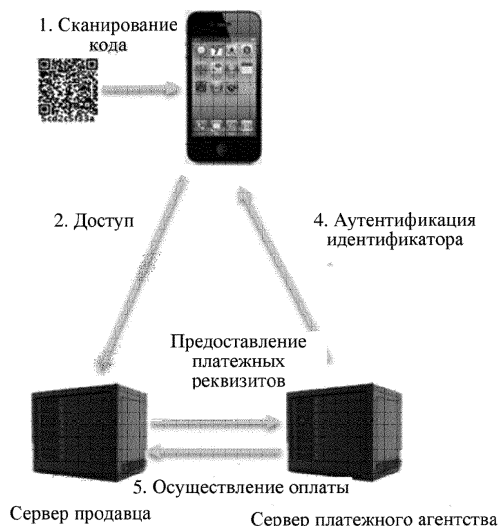 1. Сканирование
кода
5cd2c5f33a
2. Доступ
4. Аутентификация
идентификатора
Предоставление
платежных
реквизитов
5. Осуществление оплаты
Сервер продавца
Сервер платежного агентства